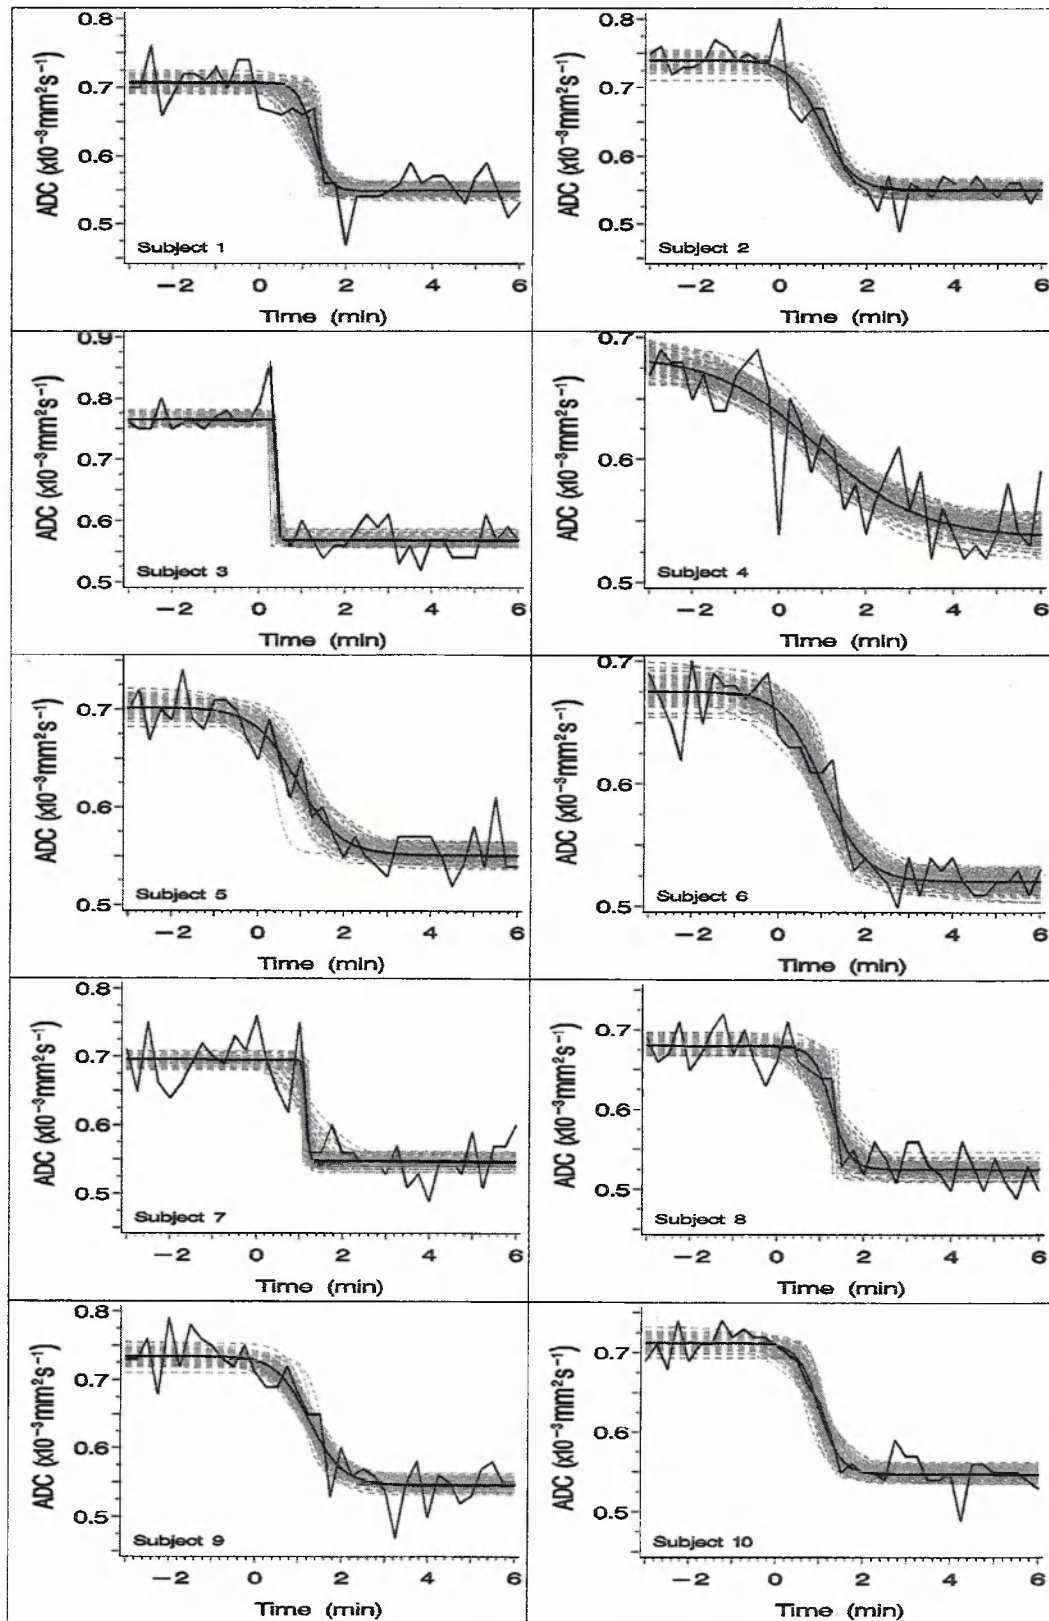 0.8
0.7
0.6
0.5
ADC (x10⁻³mm²s⁻¹)
Subject 1
−2 0 2 4 6
Time (min)
0.8
0.7
0.6
0.5
ADC (x10⁻³mm²s⁻¹)
Subject 2
−2 0 2 4 6
Time (min)
0.9
0.8
0.7
0.6
0.5
ADC (x10⁻³mm²s⁻¹)
Subject 3
−2 0 2 4 6
Time (min)
0.7
0.6
0.5
ADC (x10⁻³mm²s⁻¹)
Subject 4
−2 0 2 4 6
Time (min)
0.7
0.6
0.5
ADC (x10⁻³mm²s⁻¹)
Subject 5
−2 0 2 4 6
Time (min)
0.7
0.6
0.5
ADC (x10⁻³mm²s⁻¹)
Subject 6
−2 0 2 4 6
Time (min)
0.8
0.7
0.6
0.5
ADC (x10⁻³mm²s⁻¹)
Subject 7
−2 0 2 4 6
Time (min)
0.7
0.6
0.5
ADC (x10⁻³mm²s⁻¹)
Subject 8
−2 0 2 4 6
Time (min)
0.8
0.7
0.6
0.5
ADC (x10⁻³mm²s⁻¹)
Subject 9
−2 0 2 4 6
Time (min)
0.7
0.6
0.5
ADC (x10⁻³mm²s⁻¹)
Subject 10
−2 0 2 4 6
Time (min)